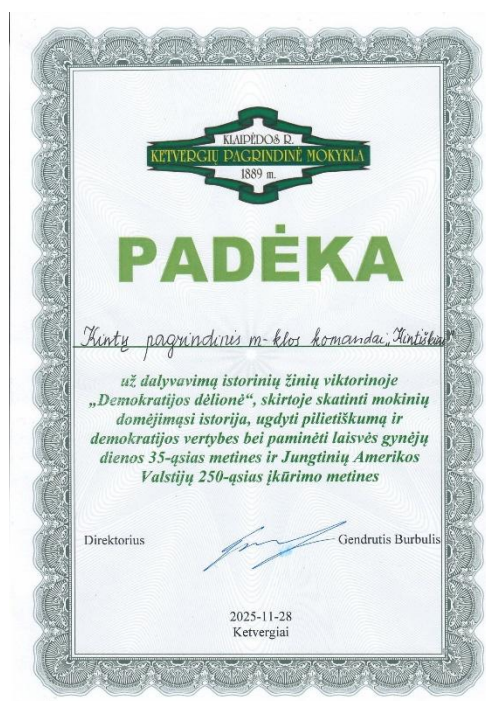 KLAIPĖDOS R.
KETVERGIŲ PAGRINDINĖ MOKYKLA
1889 m.
PADĖKA
Kintų pagrindinis m-klos komandai „Kintiškiai"
už dalyvavimą istorinių žinių viktorinoje
„Demokratijos dėlionė“, skirtoje skatinti mokinių
domėjimąsi istorija, ugdyti pilietiškumą ir
demokratijos vertybes bei paminėti laisvės gynėjų
dienos 35-ąsias metines ir Jungtinių Amerikos
Valstijų 250-ąsias įkūrimo metines
Direktorius Gendrutis Burbulis
2025-11-28
Ketvergiai